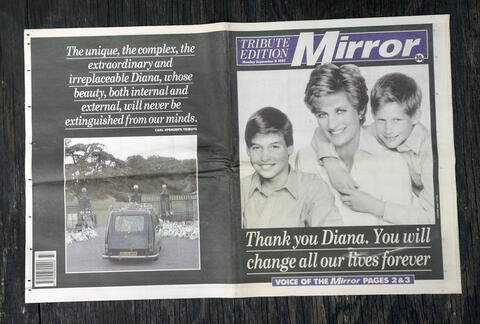 The unique, the complex, the
extraordinary and
irreplaceable Diana, whose
beauty, both internal and
external, will never be
extinguished from our minds.
EARL SPENCER'S TRIBUTE
TRIBUTE
EDITION
Mirror
Thank you Diana. You will
change all our lives forever
VOICE OF THE Mirror PAGES 2 & 3